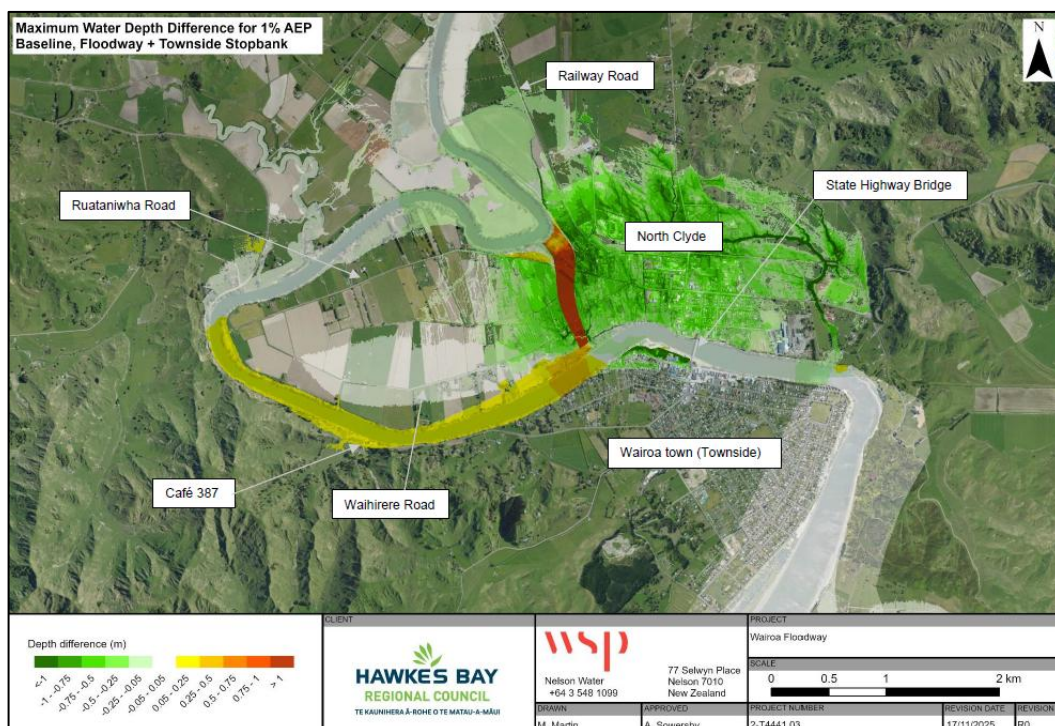 Maximum Water Depth Difference for 1% AEP
Baseline, Floodway + Townside Stopbank
N
Railway Road
State Highway Bridge
Ruataniwha Road
North Clyde
Wairoa town (Townside)
Café 387
Waihirere Road
Depth difference (m)
<-1
-1 - -0.75
-0.75 - -0.5
-0.5 - -0.25
-0.25 - -0.05
-0.05 - 0.05
0.05 - 0.25
0.25 - 0.5
0.5 - 0.75
0.75 - 1
> 1
CLIENT
HAWKE'S BAY
REGIONAL COUNCIL
TE KAUNIHERA Ā-ROHE O TE MATAU-A-MĀUI
wsp
Nelson Water
+64 3 548 1099
77 Selwyn Place
Nelson 7010
New Zealand
DRAWN
M. Martin
APPROVED
A. Sowersby
PROJECT
Wairoa Floodway
SCALE
0 0.5 1 2 km
PROJECT NUMBER
2-T4441.03
REVISION DATE
17/11/2025
REVISION
R0